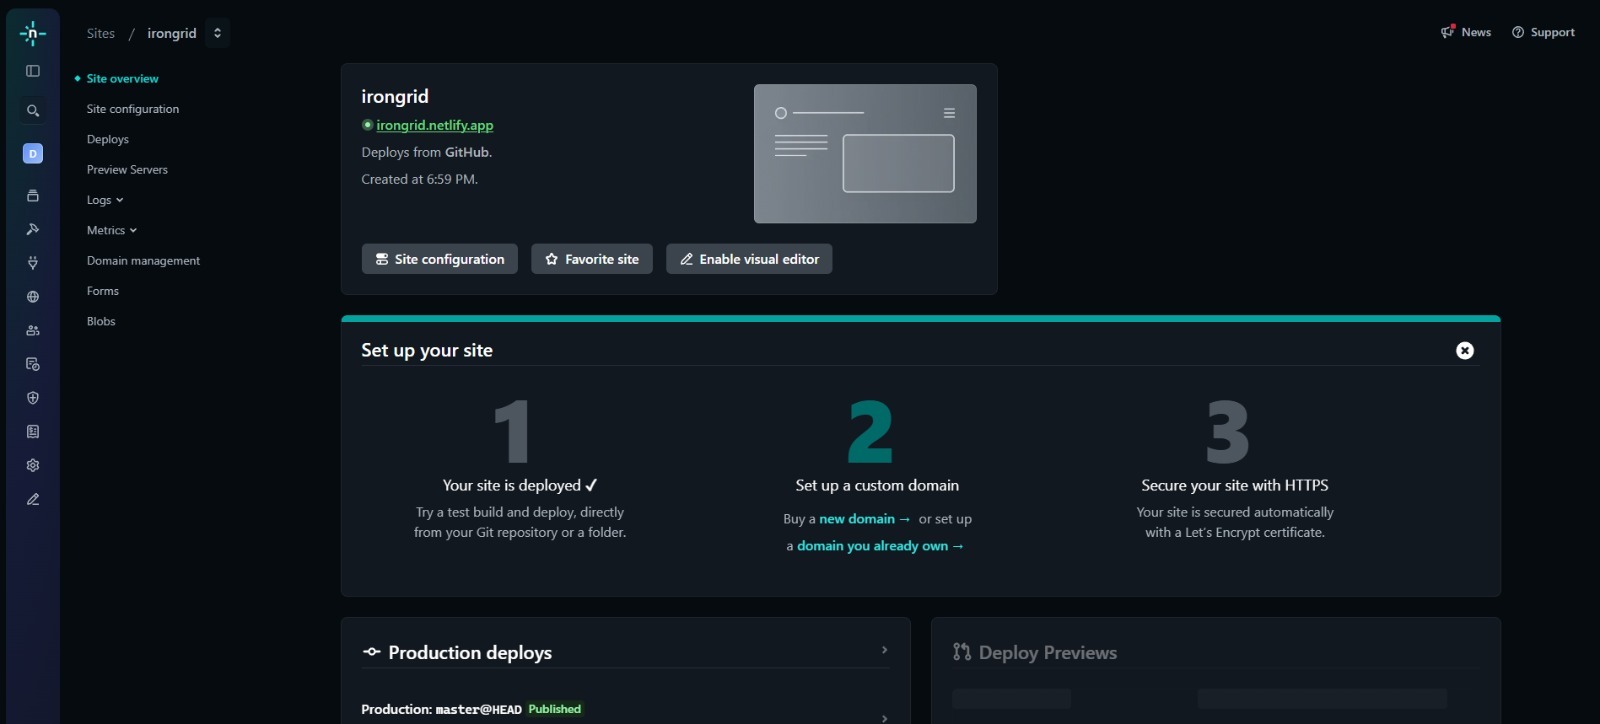 n
Sites / irongrid
News
Support
D
Site overview
Site configuration
Deploys
Preview Servers
Logs
Metrics
Domain management
Forms
Blobs
irongrid
irongrid.netlify.app
Deploys from GitHub.
Created at 6:59 PM.
Site configuration
Favorite site
Enable visual editor
Set up your site
1
Your site is deployed ✓
Try a test build and deploy, directly
from your Git repository or a folder.
2
Set up a custom domain
Buy a new domain → or set up
a domain you already own →
3
Secure your site with HTTPS
Your site is secured automatically
with a Let's Encrypt certificate.
Production deploys
Production: master@HEAD Published
Deploy Previews